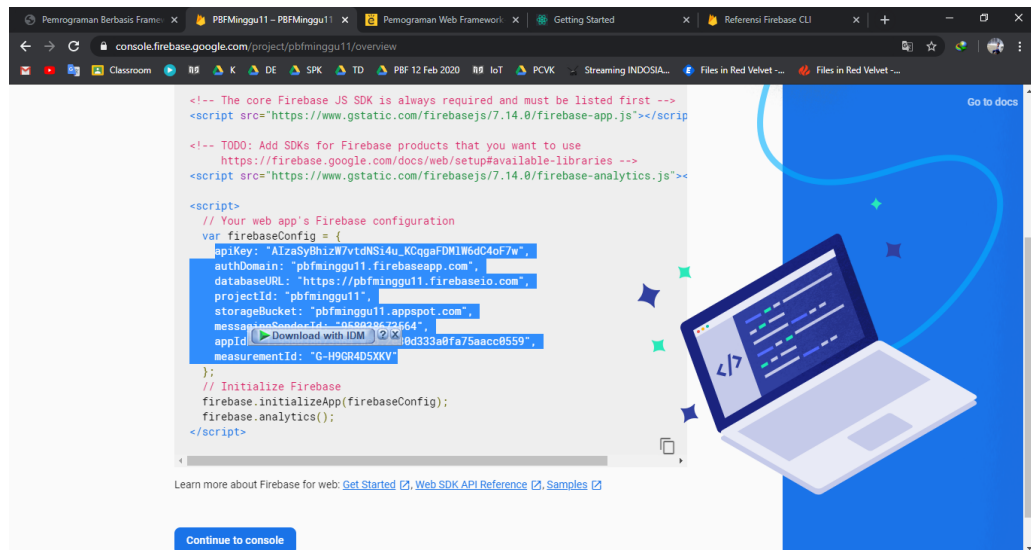 Pemrograman Berbasis Framew
PBFMinggu11 – PBFMinggu11
Pemograman Web Framework
Getting Started
Referensi Firebase CLI
console.firebase.google.com/project/pbfminggu11/overview
Classroom
K
DE
SPK
TD
PBF 12 Feb 2020
IoT
PCVK
Streaming INDOSIA...
Files in Red Velvet -...
Files in Red Velvet -...
Go to docs
<!-- The core Firebase JS SDK is always required and must be listed first -->
<script src="https://www.gstatic.com/firebasejs/7.14.0/firebase-app.js"></scrip
<!-- TODO: Add SDKs for Firebase products that you want to use
https://firebase.google.com/docs/web/setup#available-libraries -->
<script src="https://www.gstatic.com/firebasejs/7.14.0/firebase-analytics.js"><
<script>
// Your web app's Firebase configuration
var firebaseConfig = {
apiKey: "AIzaSyBhizW7vtdNSi4u_KCqgaFDMlW6dC4oF7w",
authDomain: "pbfminggu11.firebaseapp.com",
databaseURL: "https://pbfminggu11.firebaseio.com",
projectId: "pbfminggu11",
storageBucket: "pbfminggu11.appspot.com",
messagingSenderId:
appId
Download with IDM
?
X
measurementId: "G-H9GR4D5XKV"
};
// Initialize Firebase
firebase.initializeApp(firebaseConfig);
firebase.analytics();
</script>
Learn more about Firebase for web: Get Started, Web SDK API Reference, Samples
Continue to console